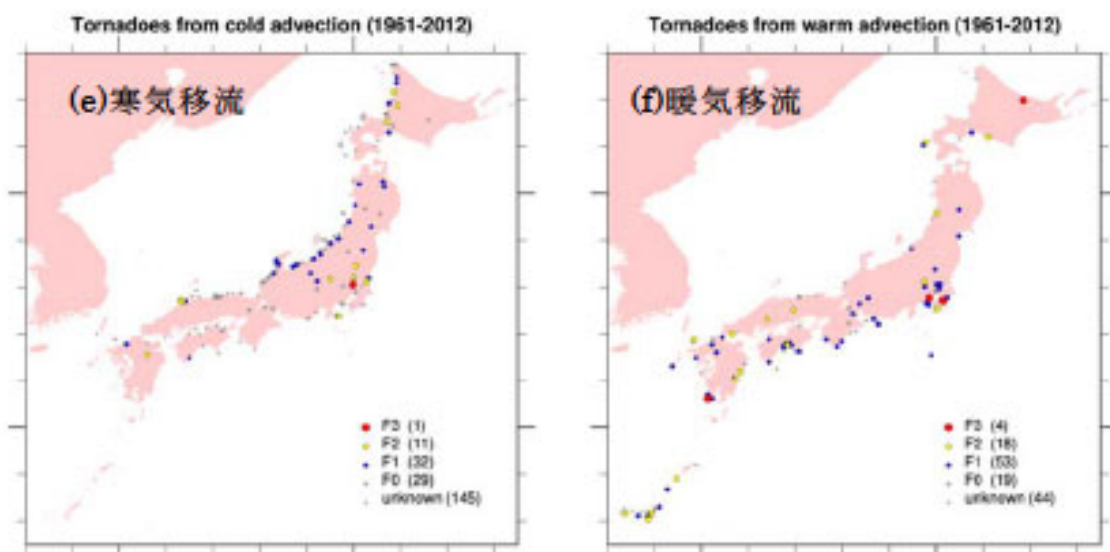 Tornadoes from cold advection (1961-2012)
(e)寒気移流
F3 (1)
F2 (11)
F1 (32)
F0 (29)
unknown (145)
Tornadoes from warm advection (1961-2012)
(f)暖気移流
F3 (4)
F2 (18)
F1 (53)
F0 (19)
unknown (44)